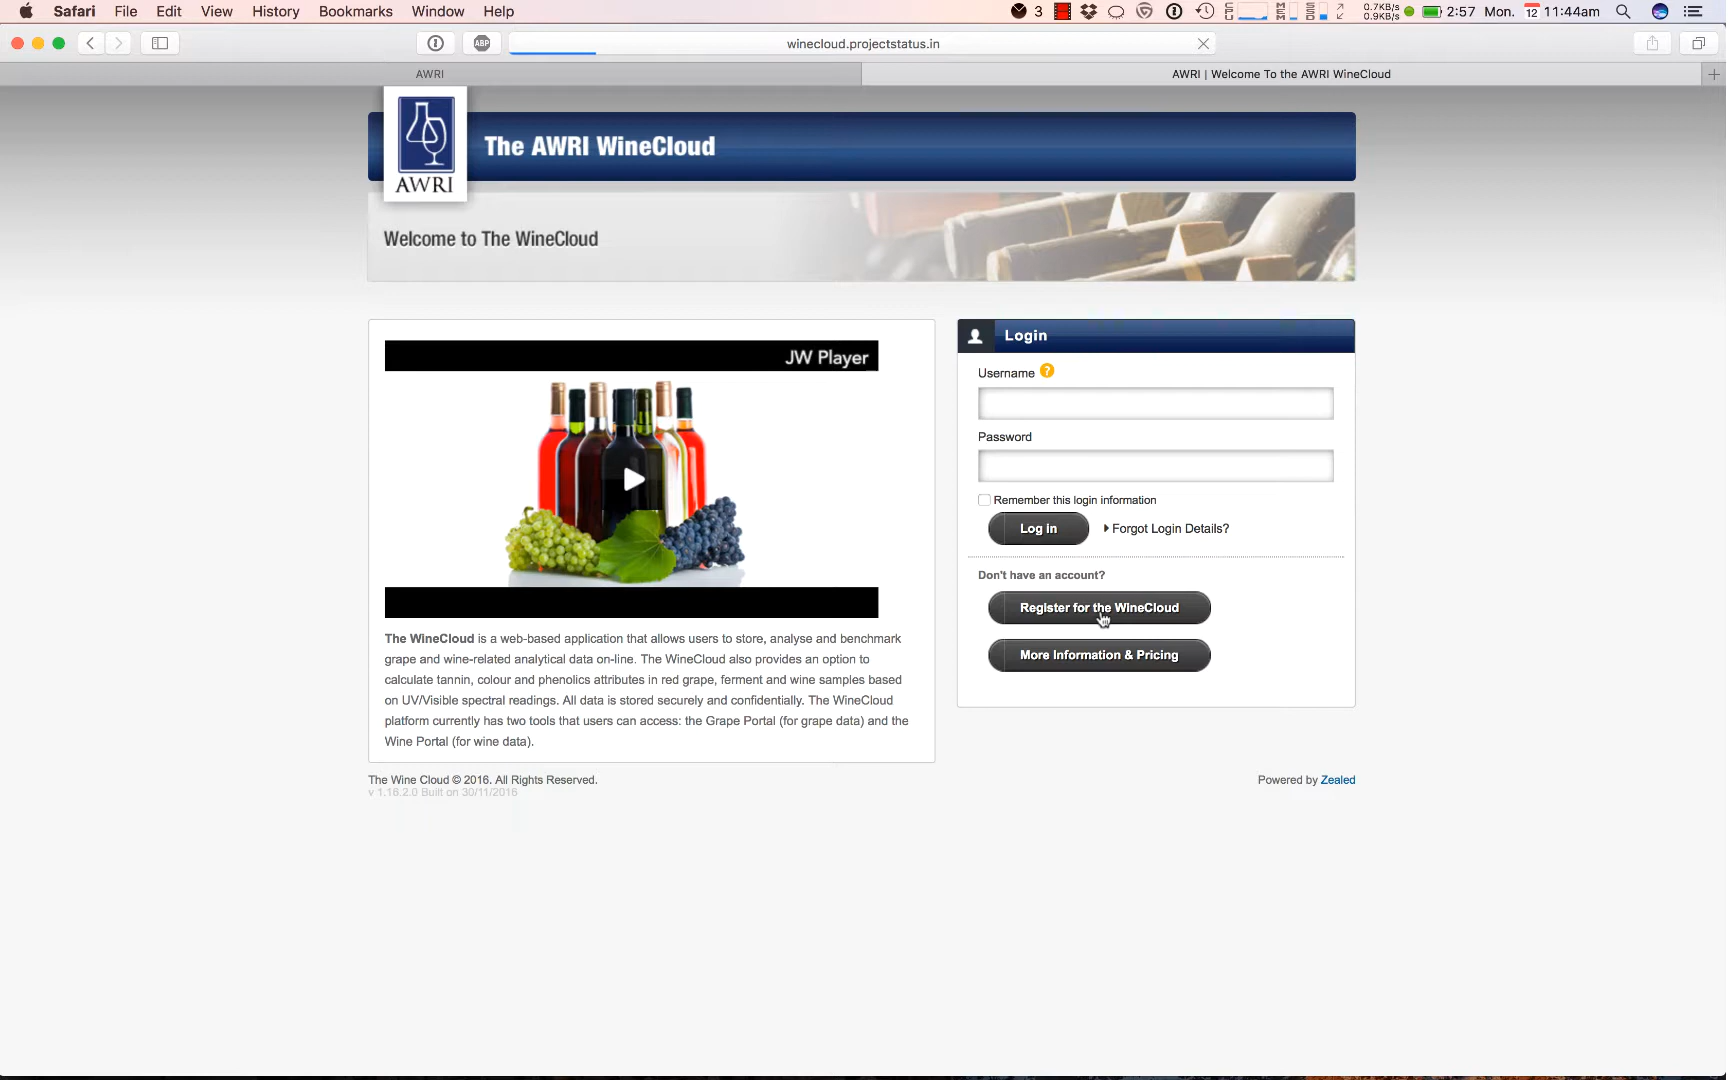 Safari File Edit View History Bookmarks Window Help
3 0.7KB/s 0.9KB/s 2:57 Mon. 12 11:44am
ABP winecloud.projectstatus.in
AWRI
AWRI | Welcome To the AWRI WineCloud
AWRI
The AWRI WineCloud
Welcome to The WineCloud
JW Player
The WineCloud is a web-based application that allows users to store, analyse and benchmark
grape and wine-related analytical data on-line. The WineCloud also provides an option to
calculate tannin, colour and phenolics attributes in red grape, ferment and wine samples based
on UV/Visible spectral readings. All data is stored securely and confidentially. The WineCloud
platform currently has two tools that users can access: the Grape Portal (for grape data) and the
Wine Portal (for wine data).
Login
Username ?
Password
Remember this login information
Log in
Forgot Login Details?
Don't have an account?
Register for the WineCloud
More Information & Pricing
The Wine Cloud © 2016. All Rights Reserved.
v 1.16.2.0 Built on 30/11/2016
Powered by Zealed